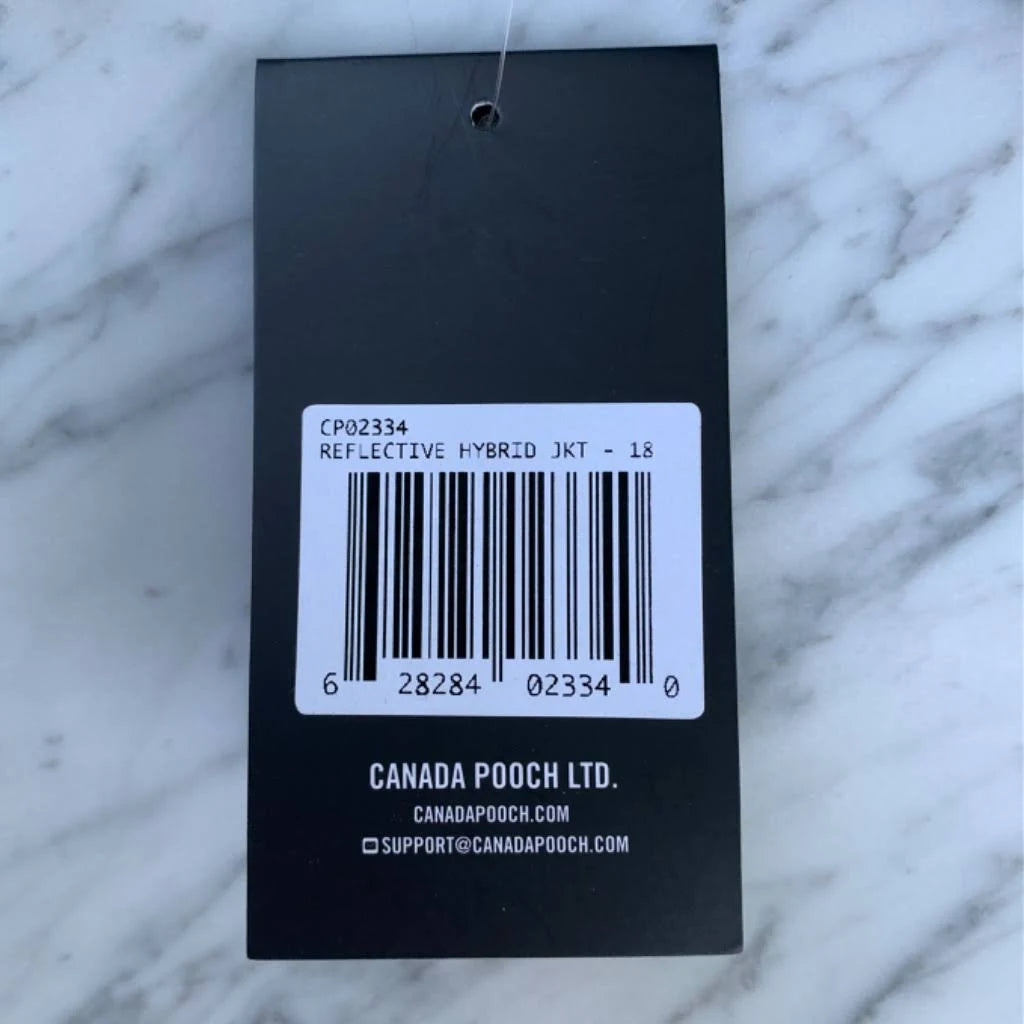 CP02334
REFLECTIVE HYBRID JKT - 18
6 28284 02334 0
CANADA POOCH LTD.
CANADAPOOCH.COM
SUPPORT@CANADAPOOCH.COM